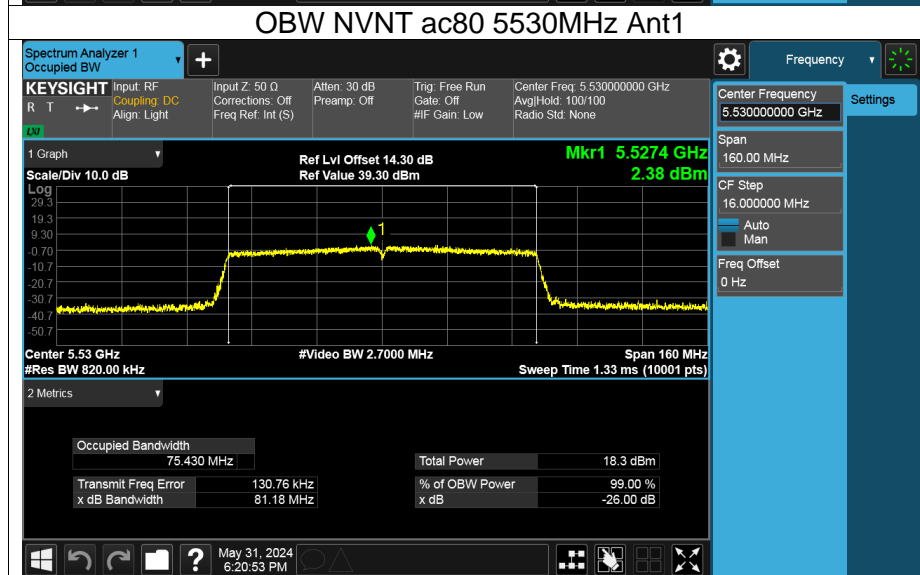 OBW NVNT ac80 5530MHz Ant1
Spectrum Analyzer 1
Occupied BW
+
Frequency
KEYSIGHT
R T
LXI
Input: RF
Coupling: DC
Align: Light
Input Z: 50 Ω
Corrections: Off
Freq Ref: Int (S)
Atten: 30 dB
Preamp: Off
Trig: Free Run
Gate: Off
#IF Gain: Low
Center Freq: 5.530000000 GHz
Avg|Hold: 100/100
Radio Std: None
Center Frequency
5.530000000 GHz
Settings
Span
160.00 MHz
CF Step
16.000000 MHz
Auto
Man
Freq Offset
0 Hz
1 Graph
Ref Lvl Offset 14.30 dB
Mkr1 5.5274 GHz
Scale/Div 10.0 dB
Ref Value 39.30 dBm
2.38 dBm
Log
29.3
19.3
9.30
-0.70
-10.7
-20.7
-30.7
-40.7
-50.7
1
Center 5.53 GHz
#Video BW 2.7000 MHz
Span 160 MHz
#Res BW 820.00 kHz
Sweep Time 1.33 ms (10001 pts)
2 Metrics
Occupied Bandwidth
75.430 MHz
Total Power 18.3 dBm
Transmit Freq Error 130.76 kHz
% of OBW Power 99.00 %
x dB Bandwidth 81.18 MHz
x dB -26.00 dB
?
May 31, 2024
6:20:53 PM